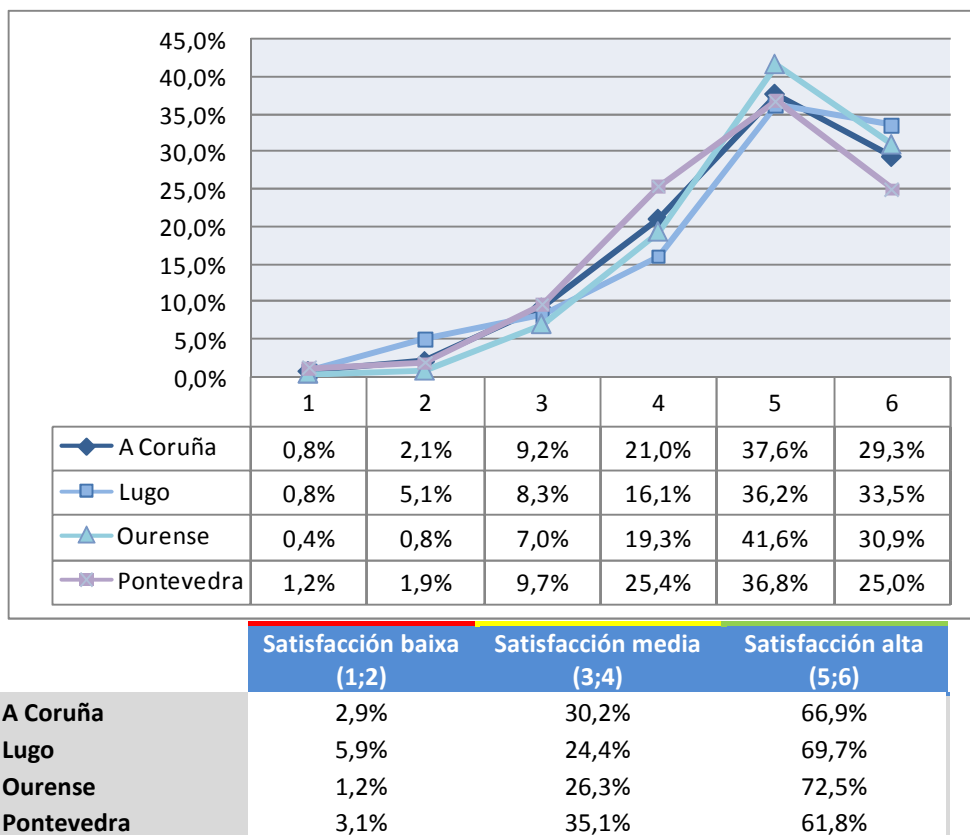 45,0%
40,0%
35,0%
30,0%
25,0%
20,0%
15,0%
10,0%
5,0%
0,0%
1 2 3 4 5 6
A Coruña 0,8% 2,1% 9,2% 21,0% 37,6% 29,3%
Lugo 0,8% 5,1% 8,3% 16,1% 36,2% 33,5%
Ourense 0,4% 0,8% 7,0% 19,3% 41,6% 30,9%
Pontevedra 1,2% 1,9% 9,7% 25,4% 36,8% 25,0%
Satisfacción baixa Satisfacción media Satisfacción alta
(1;2) (3;4) (5;6)
A Coruña 2,9% 30,2% 66,9%
Lugo 5,9% 24,4% 69,7%
Ourense 1,2% 26,3% 72,5%
Pontevedra 3,1% 35,1% 61,8%